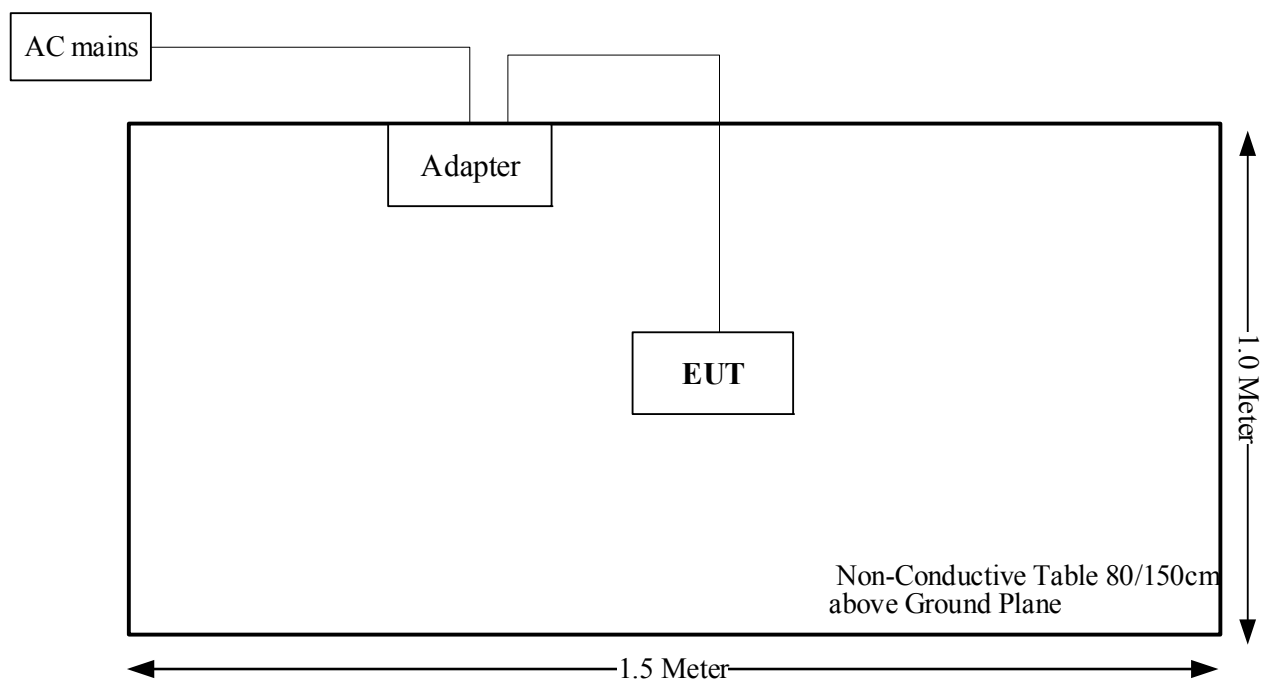 AC mains
Adapter
EUT
1.0 Meter
Non-Conductive Table 80/150cm
above Ground Plane
1.5 Meter